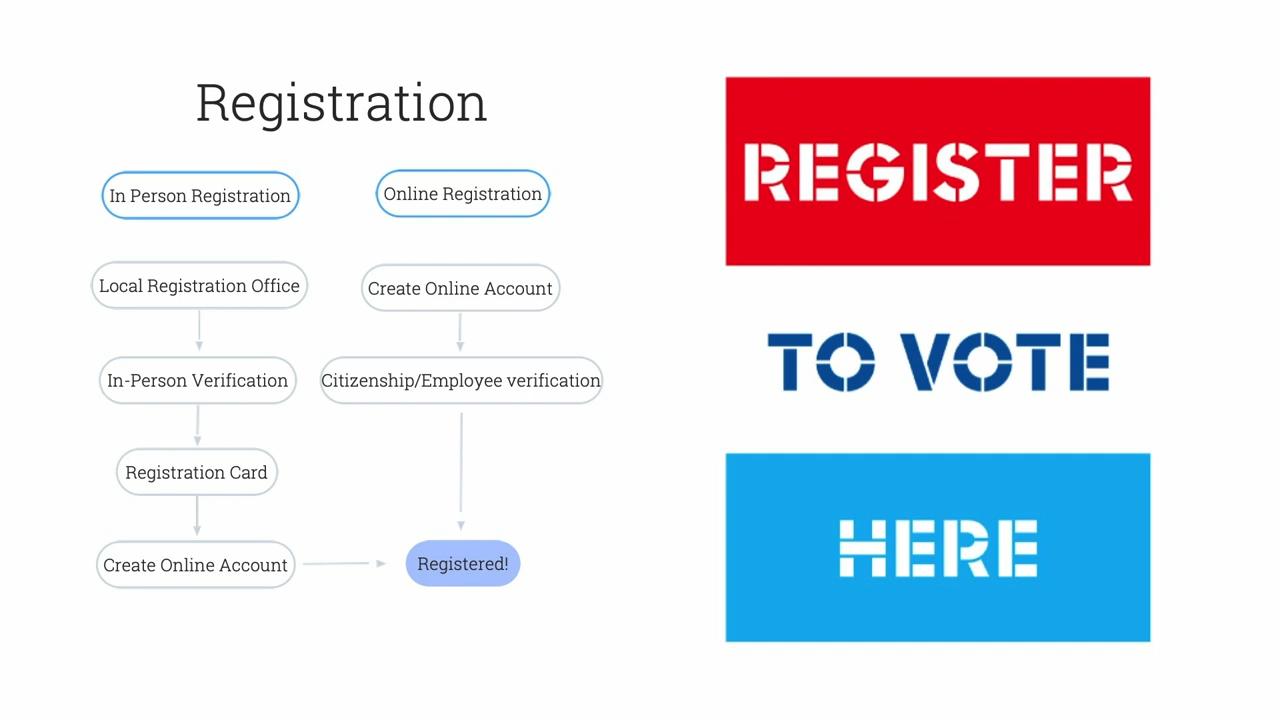 Registration
In Person Registration
Local Registration Office
In-Person Verification
Registration Card
Create Online Account
Online Registration
Create Online Account
Citizenship/Employee verification
Registered!
REGISTER
TO VOTE
HERE